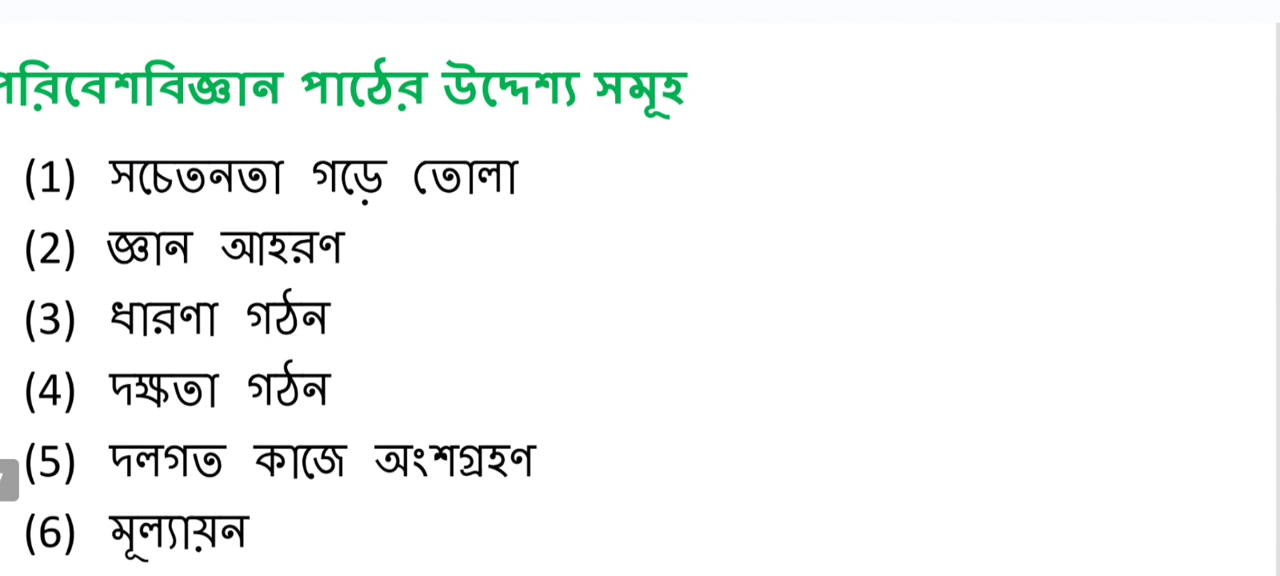 পরিবেশবিজ্ঞান পাঠের উদ্দেশ্য সমূহ
(1) সচেতনতা গড়ে তোলা
(2) জ্ঞান আহরণ
(3) ধারণা গঠন
(4) দক্ষতা গঠন
(5) দলগত কাজে অংশগ্রহণ
(6) মূল্যায়ন